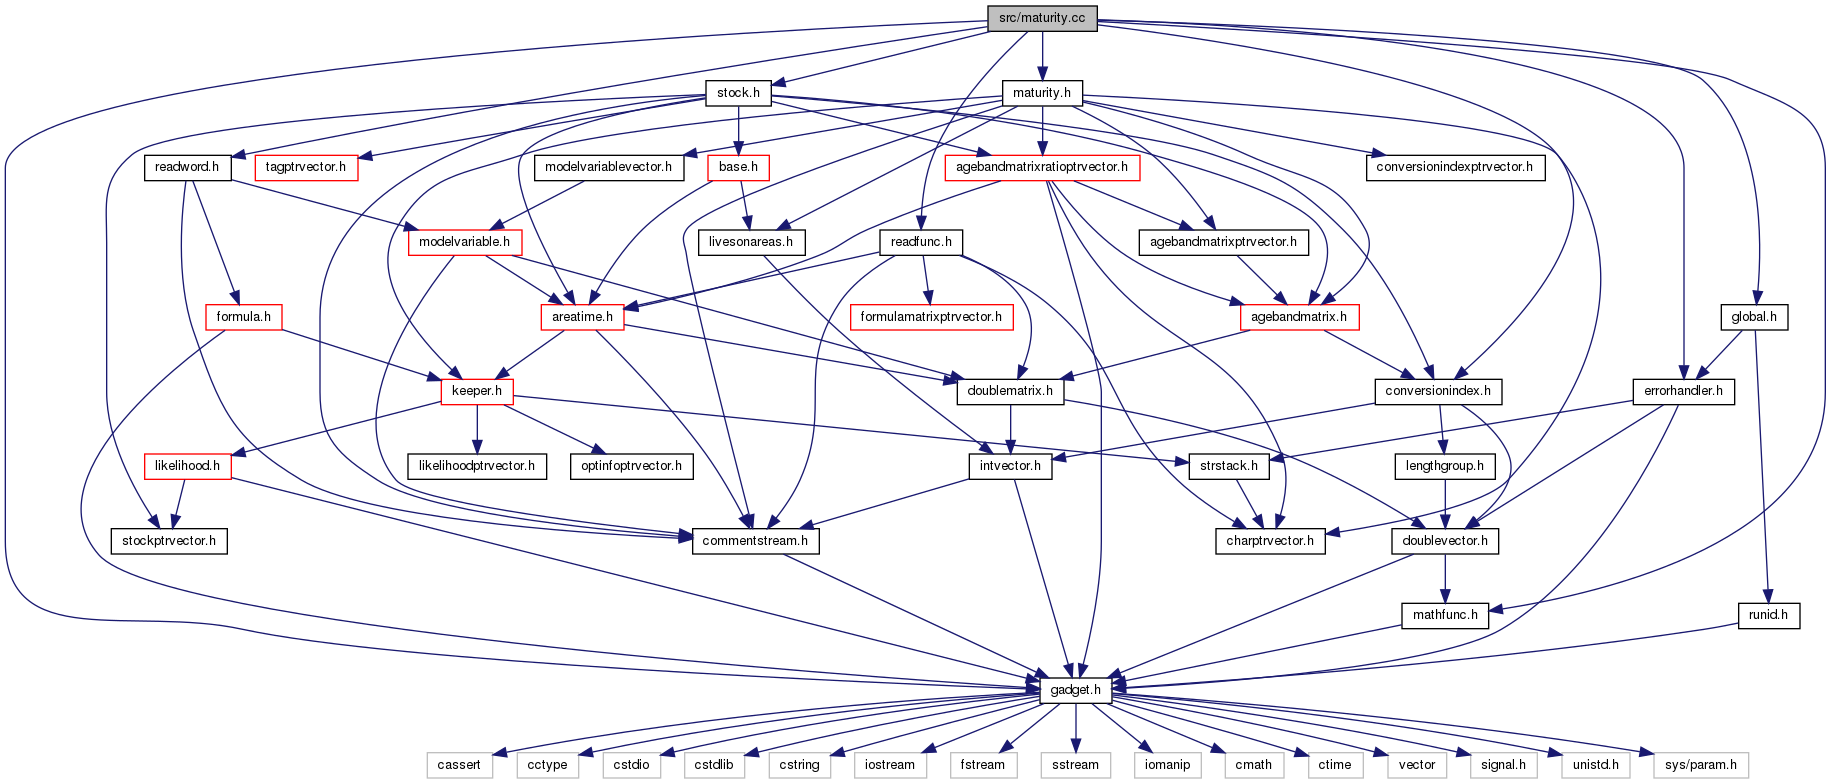 src/maturity.cc
stock.h
maturity.h
readword.h
tagptrvector.h
modelvariablevector.h
base.h
agebandmatrixratioptrvector.h
conversionindexptrvector.h
modelvariable.h
livesonareas.h
readfunc.h
agebandmatrixptrvector.h
formula.h
areatime.h
formulamatrixptrvector.h
agebandmatrix.h
global.h
keeper.h
doublematrix.h
conversionindex.h
errorhandler.h
likelihood.h
likelihoodptrvector.h
optinfoptrvector.h
intvector.h
strstack.h
lengthgroup.h
stockptrvector.h
commentstream.h
charptrvector.h
doublevector.h
mathfunc.h
runid.h
gadget.h
cassert
cctype
cstdio
cstdlib
cstring
iostream
fstream
sstream
iomanip
cmath
ctime
vector
signal.h
unistd.h
sys/param.h